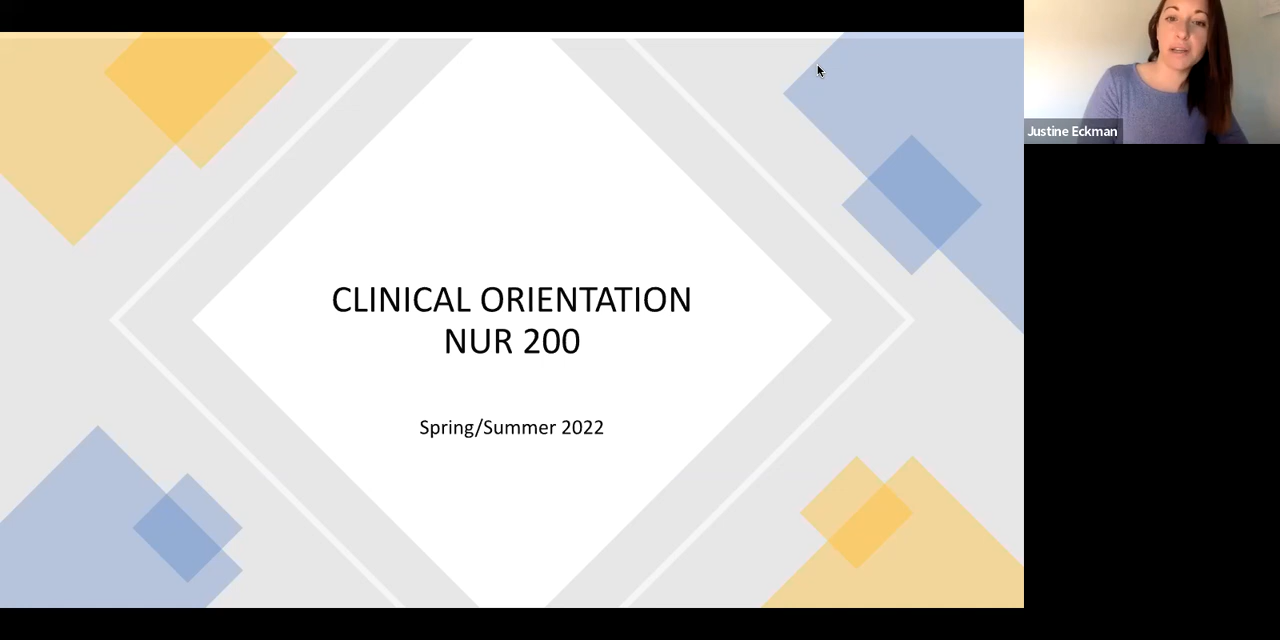 CLINICAL ORIENTATION
NUR 200
Spring/Summer 2022
Justine Eckman